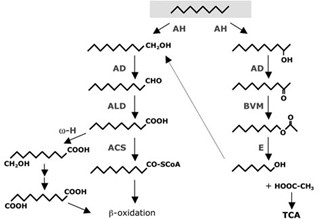 AH AH
CH₂OH
OH
AD AD
CHO
O
ALD BVM
COOH
O
O
ω-H
COOH
ACS E
CH₂OH
CO-SCoA
OH
COOH
COOH
+ HOOC-CH₃
β-oxidation
TCA